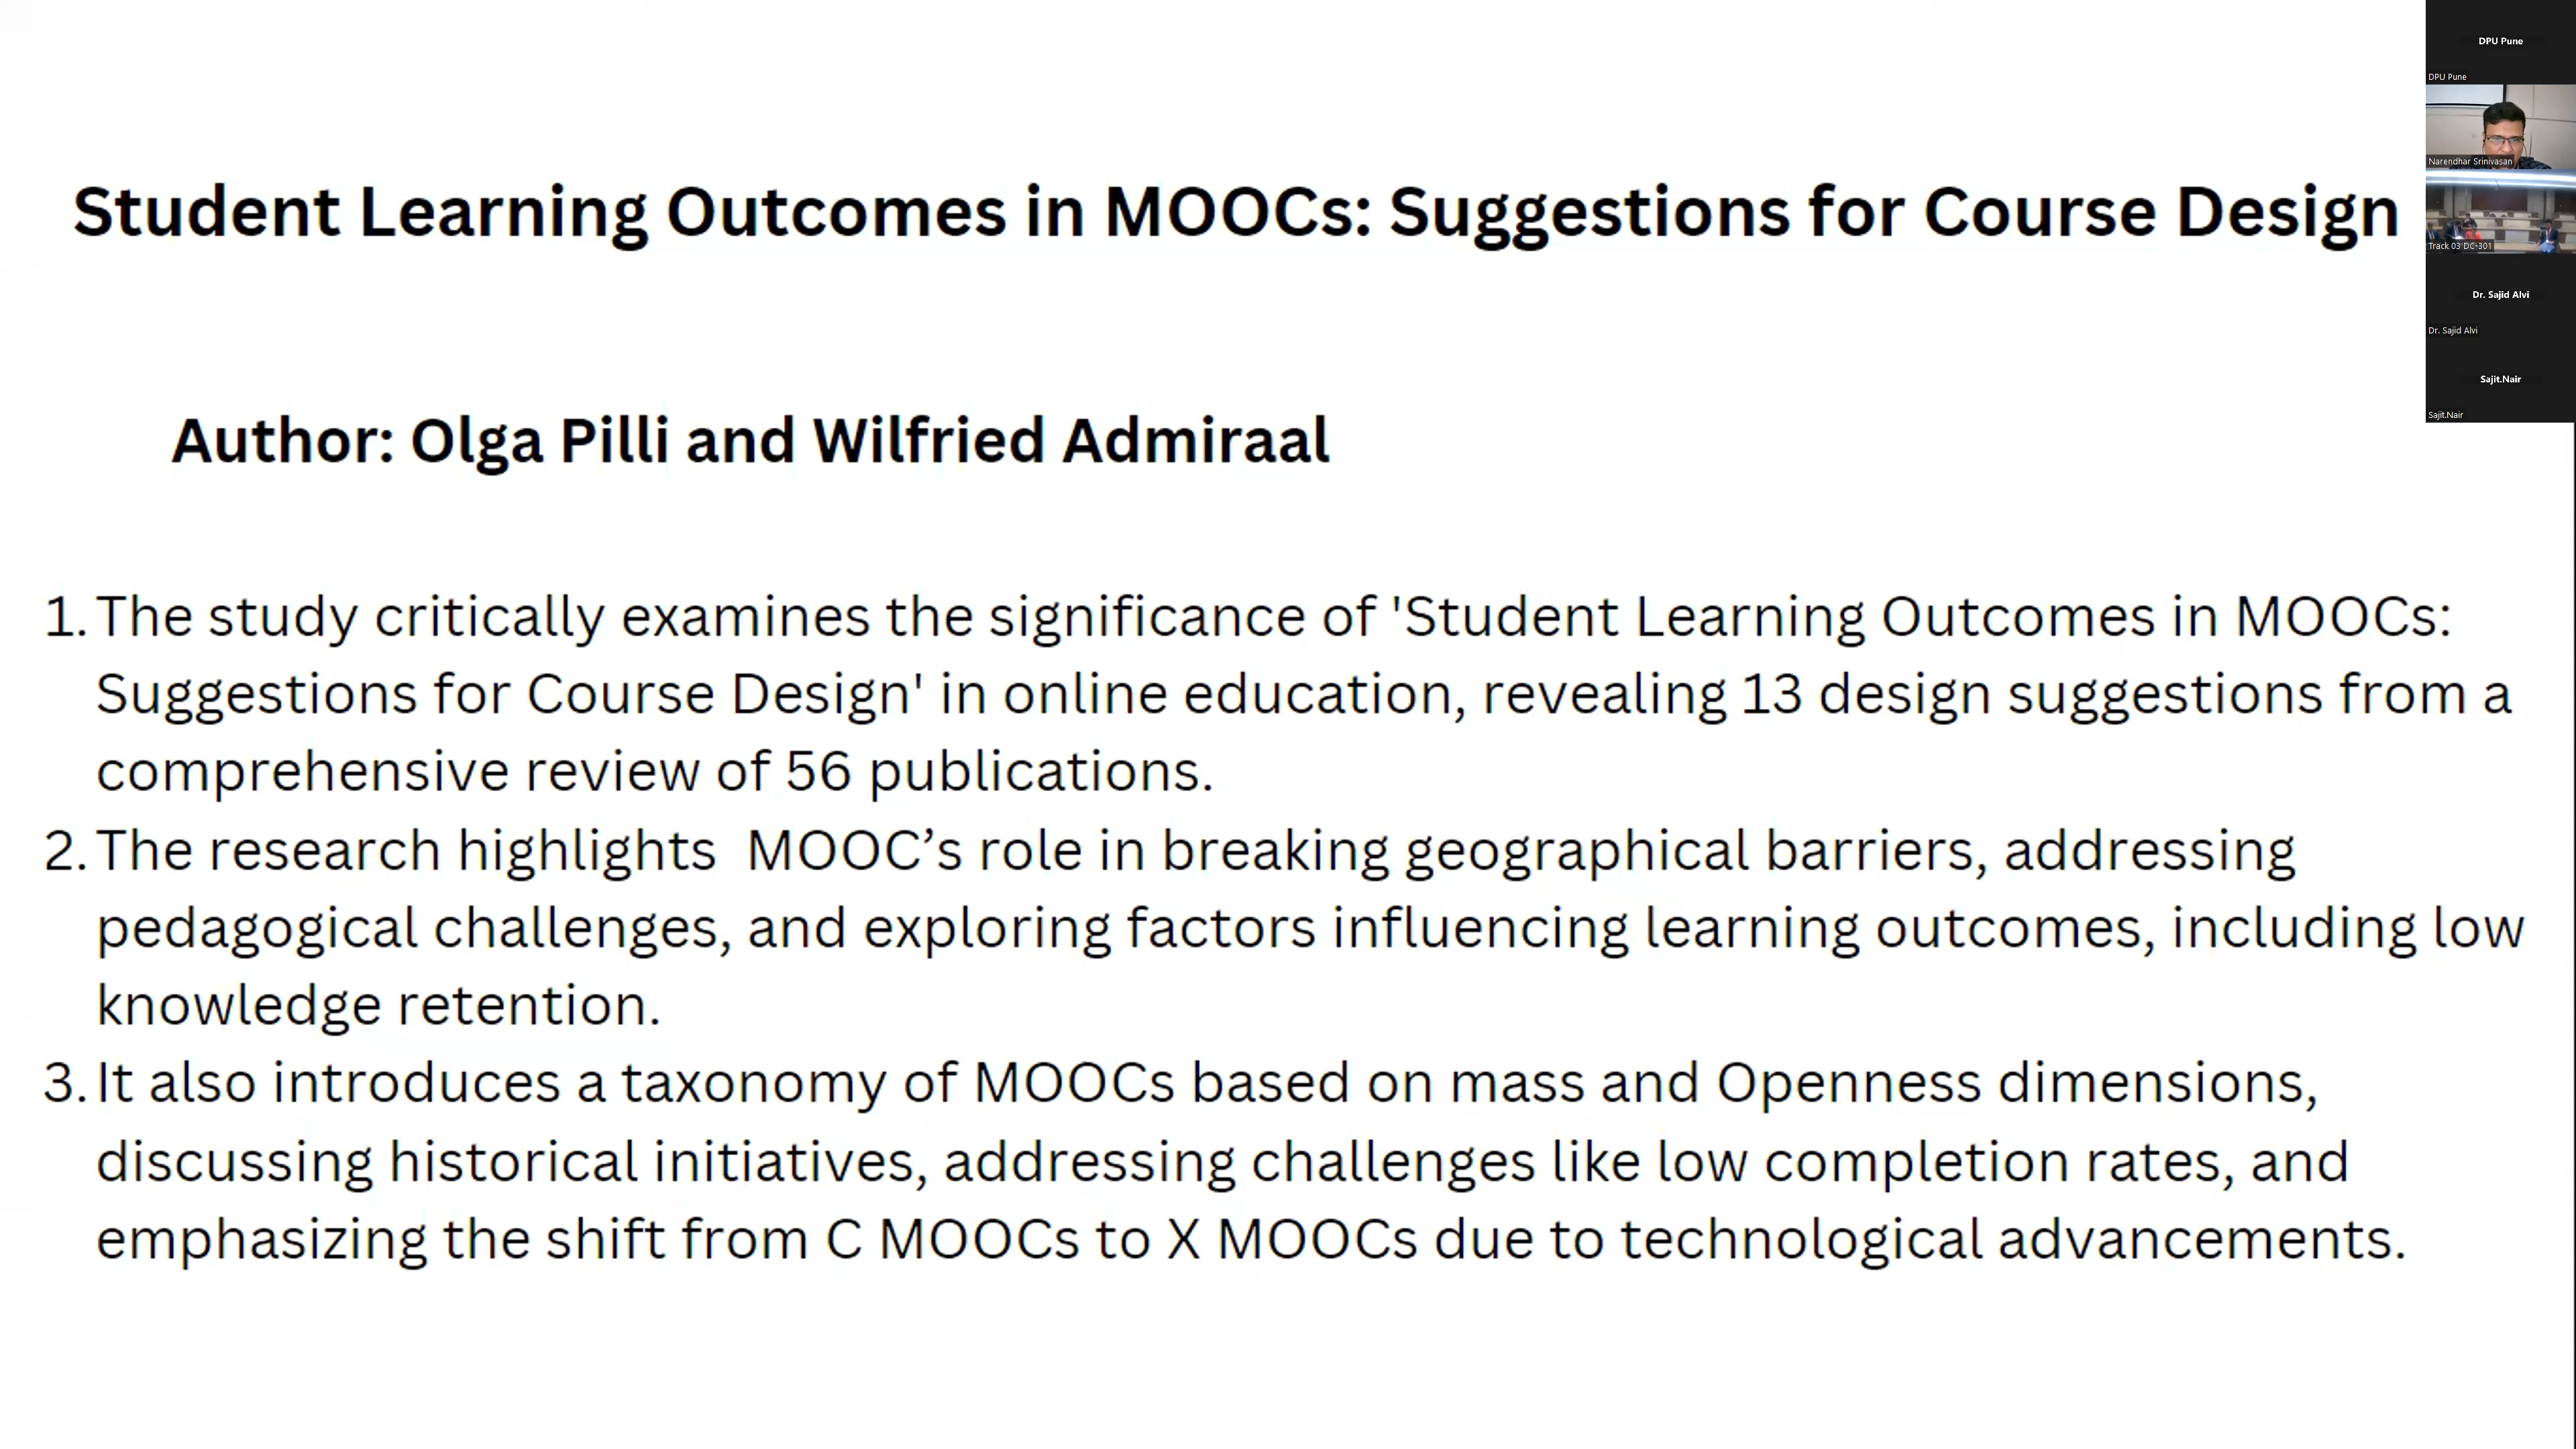 Student Learning Outcomes in MOOCs: Suggestions for Course Design
Author: Olga Pilli and Wilfried Admiraal
1. The study critically examines the significance of 'Student Learning Outcomes in MOOCs:
Suggestions for Course Design' in online education, revealing 13 design suggestions from a
comprehensive review of 56 publications.
2. The research highlights  MOOC’s role in breaking geographical barriers, addressing
pedagogical challenges, and exploring factors influencing learning outcomes, including low
knowledge retention.
3. It also introduces a taxonomy of MOOCs based on mass and Openness dimensions,
discussing historical initiatives, addressing challenges like low completion rates, and
emphasizing the shift from C MOOCs to X MOOCs due to technological advancements.
DPU Pune
DPU Pune
Narendhar Srinivasan
Track 03 DC-301
Dr. Sajid Alvi
Dr. Sajid Alvi
Sajit.Nair
Sajit.Nair